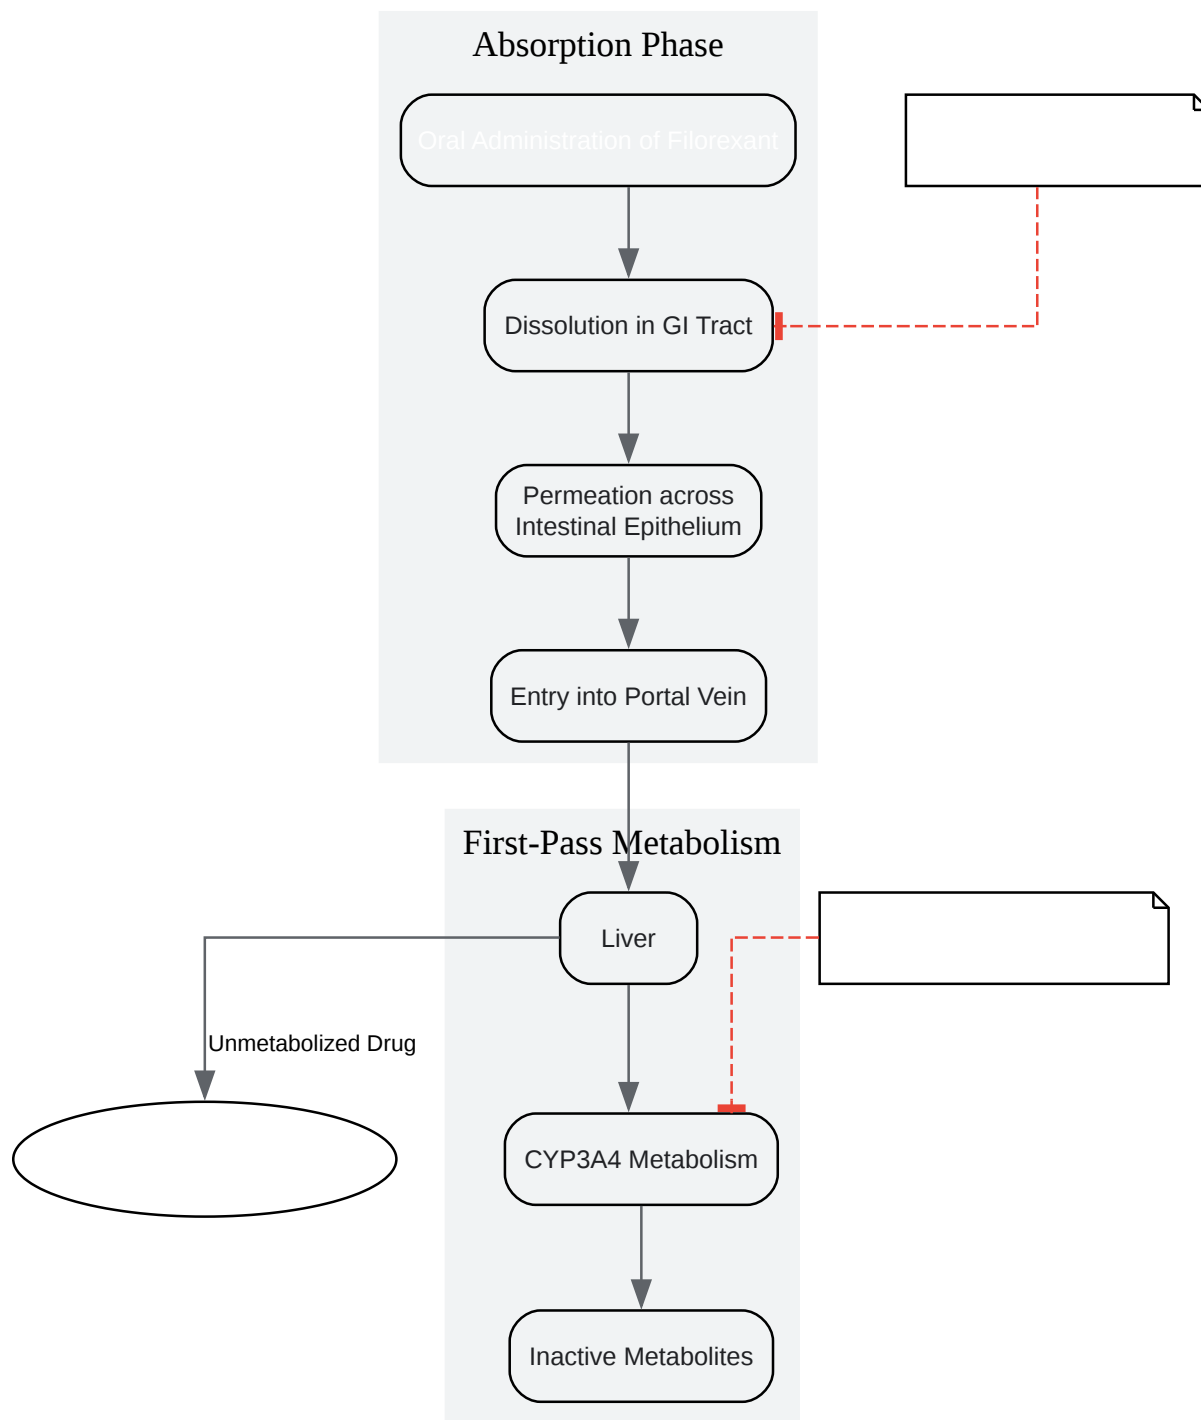 Absorption Phase
Oral Administration of Filorexant
Dissolution in GI Tract
Permeation across
Intestinal Epithelium
Entry into Portal Vein
First-Pass Metabolism
Liver
Unmetabolized Drug
CYP3A4 Metabolism
Inactive Metabolites